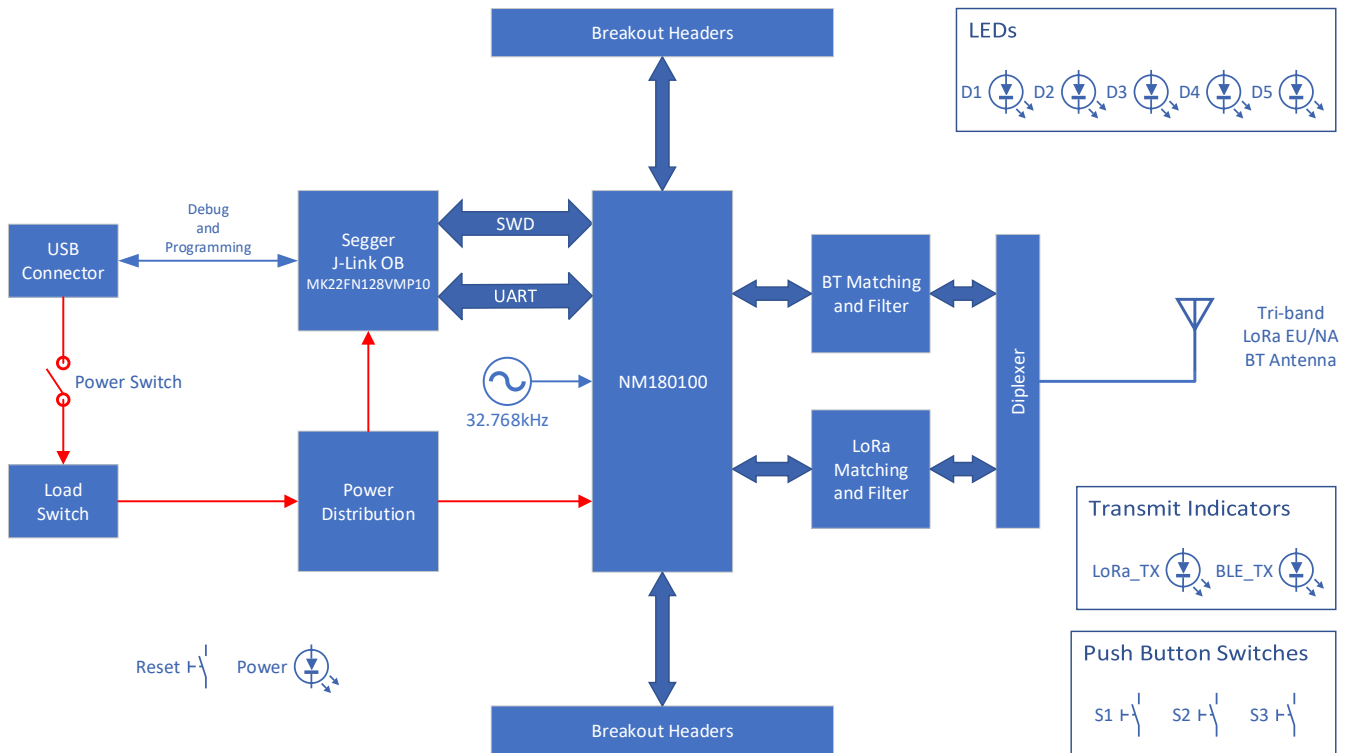 Breakout Headers
LEDs
D1
D2
D3
D4
D5
USB
Connector
Debug
and
Programming
Segger
J-Link OB
MK22FN128VMP10
SWD
UART
NM180100
BT Matching
and Filter
Diplexer
Tri-band
LoRa EU/NA
BT Antenna
Power Switch
32.768kHz
LoRa
Matching
and Filter
Load
Switch
Power
Distribution
Transmit Indicators
LoRa_TX
BLE_TX
Reset
Power
Push Button Switches
S1
S2
S3
Breakout Headers